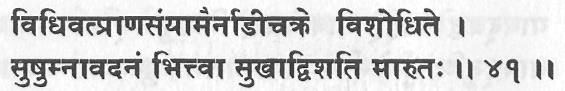 विधिवत्प्राणसंयामैर्नाडीचक्रे विशोधिते ।
सुषुम्नावदनं भित्त्वा सुखाद्विशति मारुतः ॥ ४१ ॥